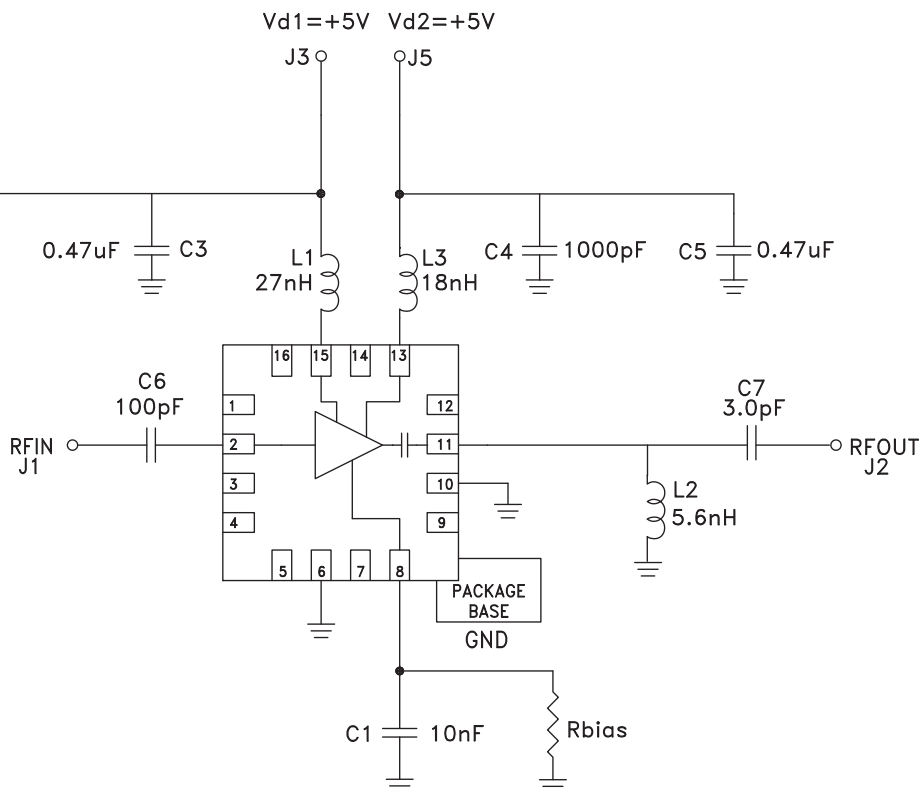 Vd1=+5V Vd2=+5V
J3 J5
0.47uF C3
L1
27nH
L3
18nH
C4 1000pF
C5 0.47uF
16 15 14 13
C6
100pF
1
2
3
4
12
11
10
9
RFIN
J1
C7
3.0pF
RFOUT
J2
L2
5.6nH
5 6 7 8
PACKAGE
BASE
GND
C1 10nF
Rbias